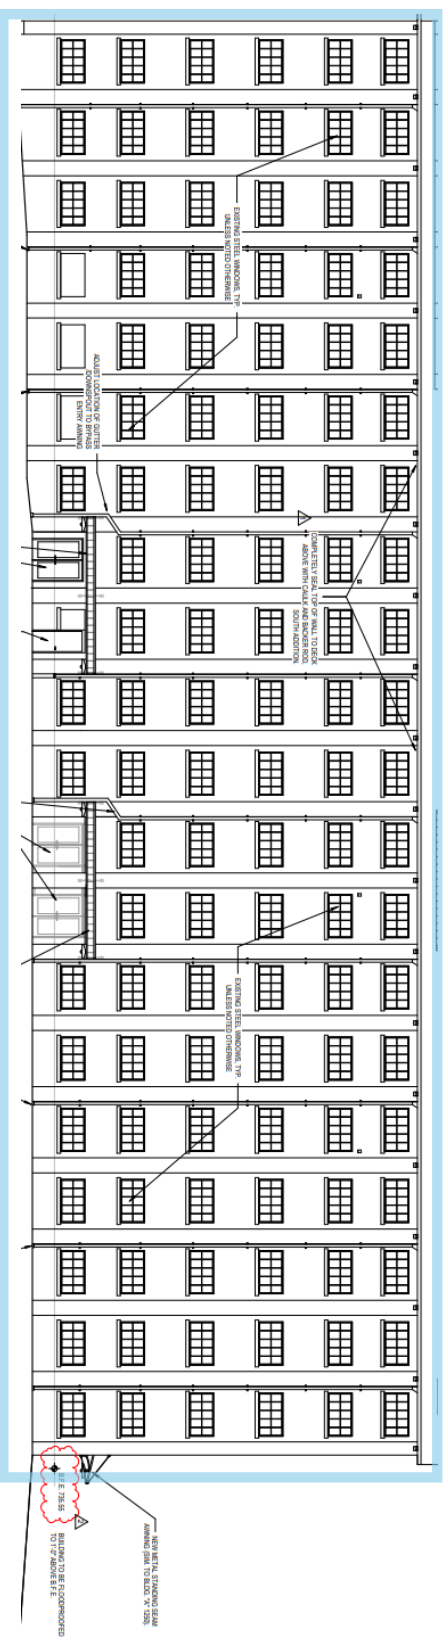 EXISTING STEEL WINDOWS, TYP.
UNLESS NOTED OTHERWISE
ADJUST LOCATION OF GUTTER
/DOWNSPOUT TO BYPASS
ENTRY AWNING
1
COMPLETELY SEAL TOP OF WALL TO DECK
ABOVE WITH CAULK AND BACKER ROD,
SOUTH ADDITION.
EXISTING STEEL WINDOWS, TYP.
UNLESS NOTED OTHERWISE
NEW METAL STANDING SEAM
AWNING (SIM. TO BLDG. "A" 1250).
2
B.F.E. 735.55
BUILDING TO BE FLOODPROOFED
TO 1'-0" ABOVE B.F.E.